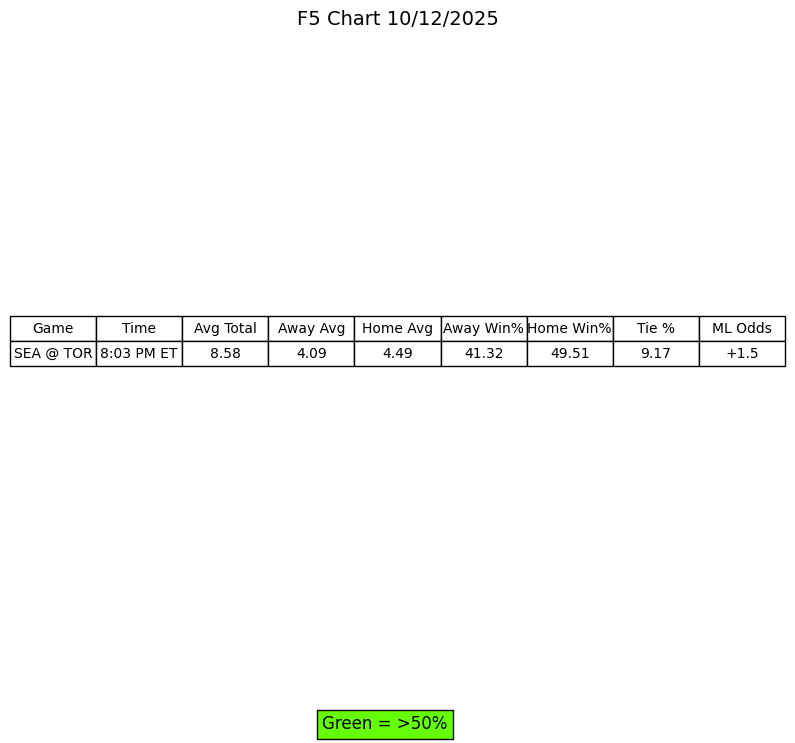 F5 Chart 10/12/2025
Game Time Avg Total Away Avg Home Avg Away Win% Home Win% Tie % ML Odds
SEA @ TOR 8:03 PM ET 8.58 4.09 4.49 41.32 49.51 9.17 +1.5
Green = >50%